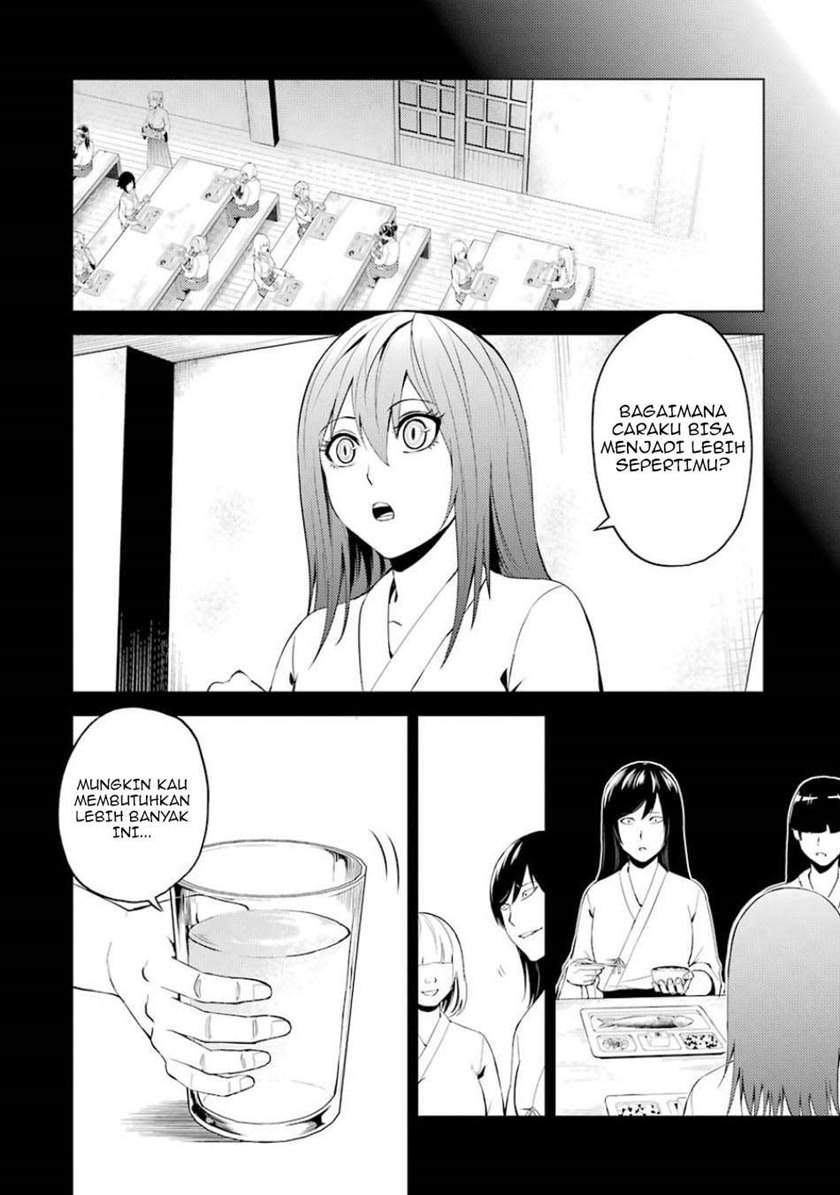 BAGAIMANA
CARAKU BISA
MENJADI LEBIH
SEPERTIMU?
MUNGKIN KAU
MEMBUTUHKAN
LEBIH BANYAK
INI...